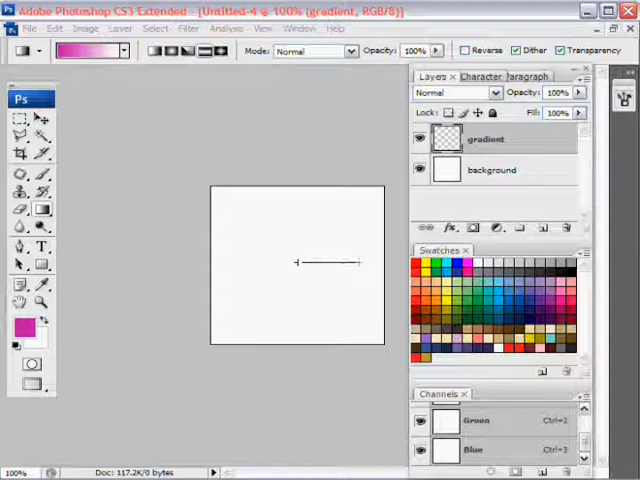 Ps Adobe Photoshop CS3 Extended - [Untitled-4 @ 100% (gradient, RGB/8)]
File Edit Image Layer Select Filter Analysis View Window Help
Mode: Normal Opacity: 100% Reverse Dither Transparency
Layers x Character Paragraph
Ps
Normal Opacity: 100%
Lock: Fill: 100%
gradient
background
T
Swatches x
Channels x
Green Ctrl+2
Blue Ctrl+3
100% Doc: 117.2K/0 bytes